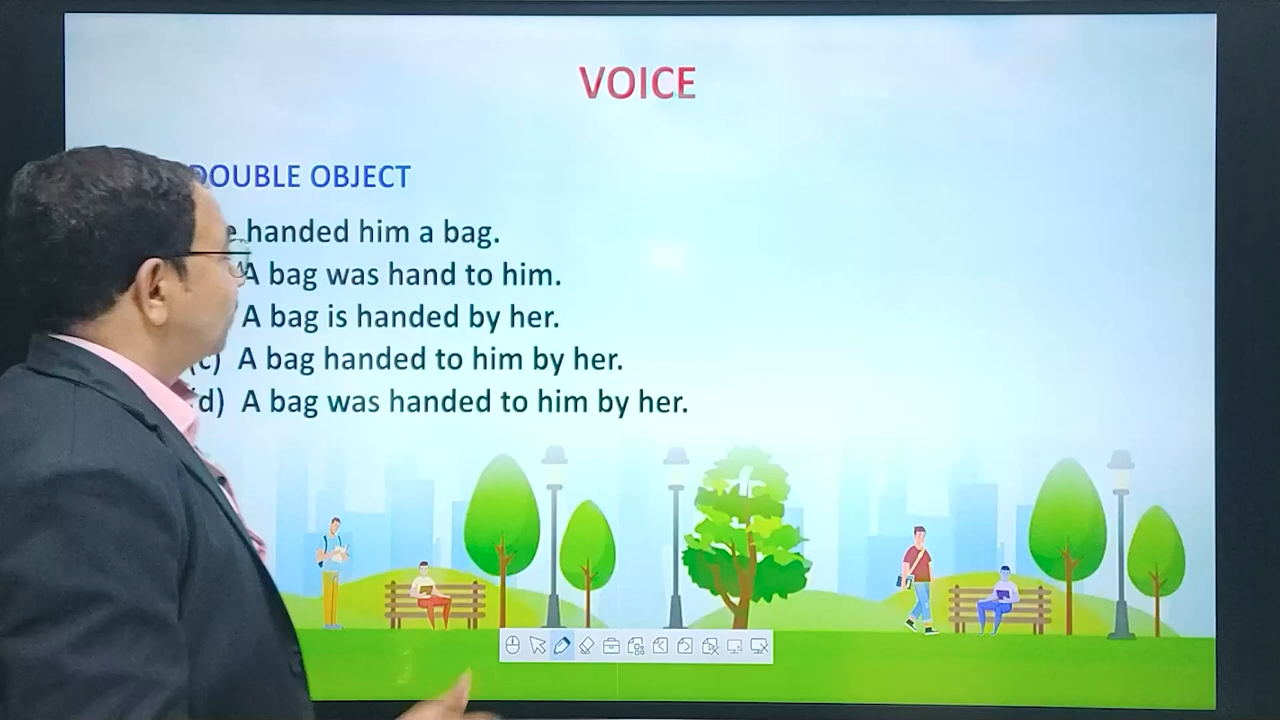 VOICE
DOUBLE OBJECT
handed him a bag.
A bag was hand to him.
A bag is handed by her.
(c) A bag handed to him by her.
d) A bag was handed to him by her.